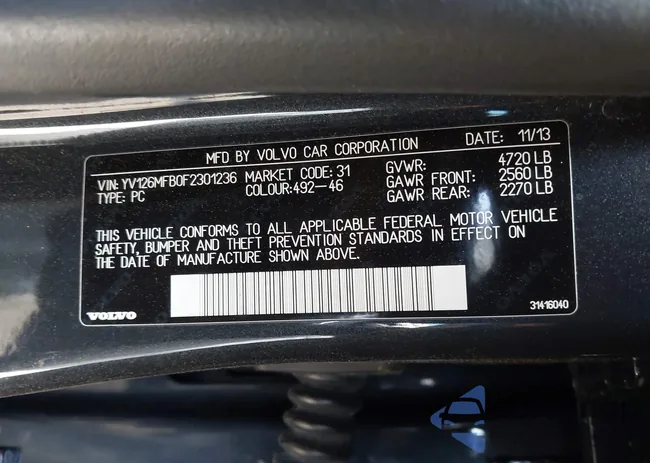 MFD BY VOLVO CAR CORPORATION DATE: 11/13
VIN: YV126MFB0F2301236 MARKET CODE: 31 GVWR: 4720 LB
TYPE: PC COLOUR:492-46 GAWR FRONT: 2560 LB
GAWR REAR: 2270 LB
THIS VEHICLE CONFORMS TO ALL APPLICABLE FEDERAL MOTOR VEHICLE
SAFETY, BUMPER AND THEFT PREVENTION STANDARDS IN EFFECT ON
THE DATE OF MANUFACTURE SHOWN ABOVE.
VOLVO 31416040